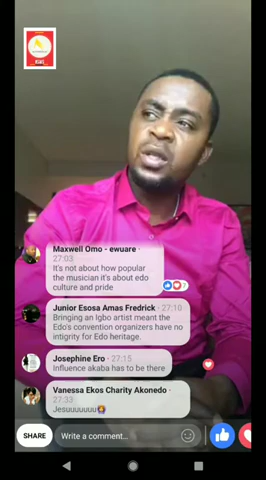 Maxwell Omo - ewuare ·
27:03
It's not about how popular
the musician it's about edo
culture and pride
7
Junior Esosa Amas Fredrick · 27:10
Bringing an Igbo artist meant the
Edo's convention organizers have no
intigrity for Edo heritage.
Josephine Ero · 27:15
Influence akaba has to be there
Vanessa Ekos Charity Akonedo ·
27:33
Jesuuuuuuu
SHARE
Write a comment...